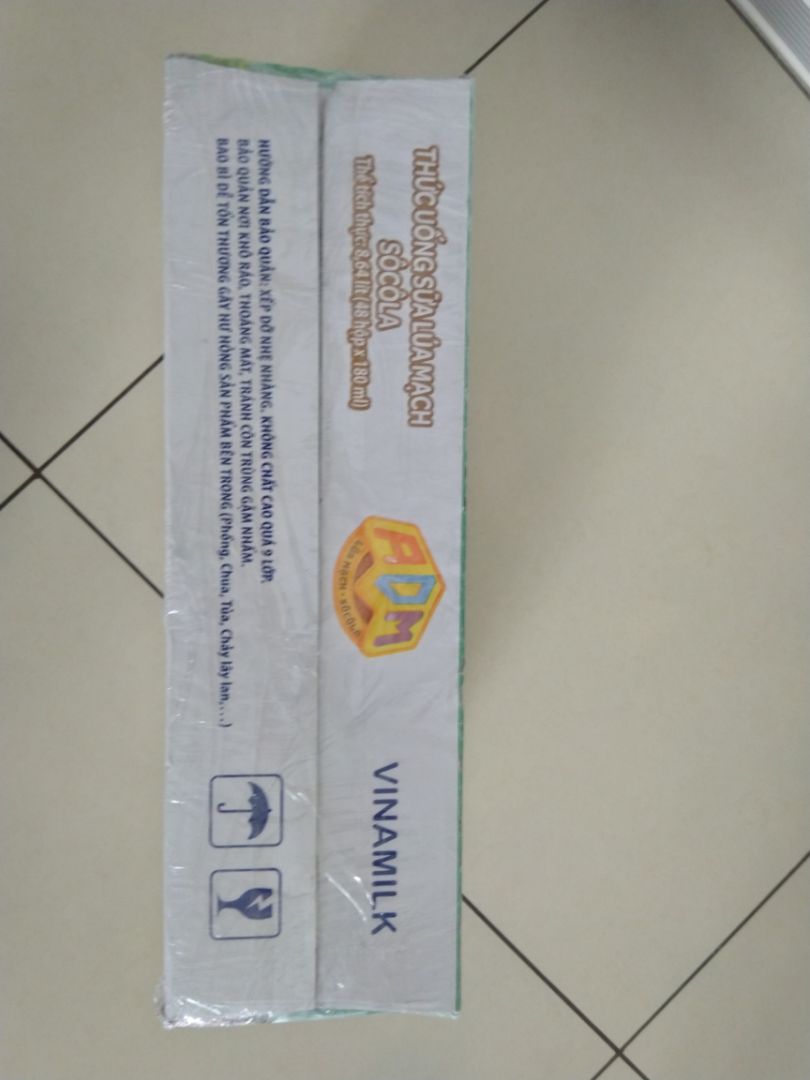 THỨC UỐNG SỮA LÚA MẠCH
SÔCÔLA
Thể tích thực: 8,64 lít (48 hộp x 180 ml)
ADM
LÚA MẠCH - SÔCÔLA
VINAMILK
HƯỚNG DẪN BẢO QUẢN: XẾP DỠ NHẸ NHÀNG, KHÔNG CHẤT CAO QUÁ 9 LỚP.
BẢO QUẢN NƠI KHÔ RÁO, THOÁNG MÁT, TRÁNH CÔN TRÙNG GẶM NHẤM.
BAO BÌ DỄ TỔN THƯƠNG GÂY HƯ HỎNG SẢN PHẨM BÊN TRONG (Phồng, Chua, Tủa, Chảy lây lan,...)